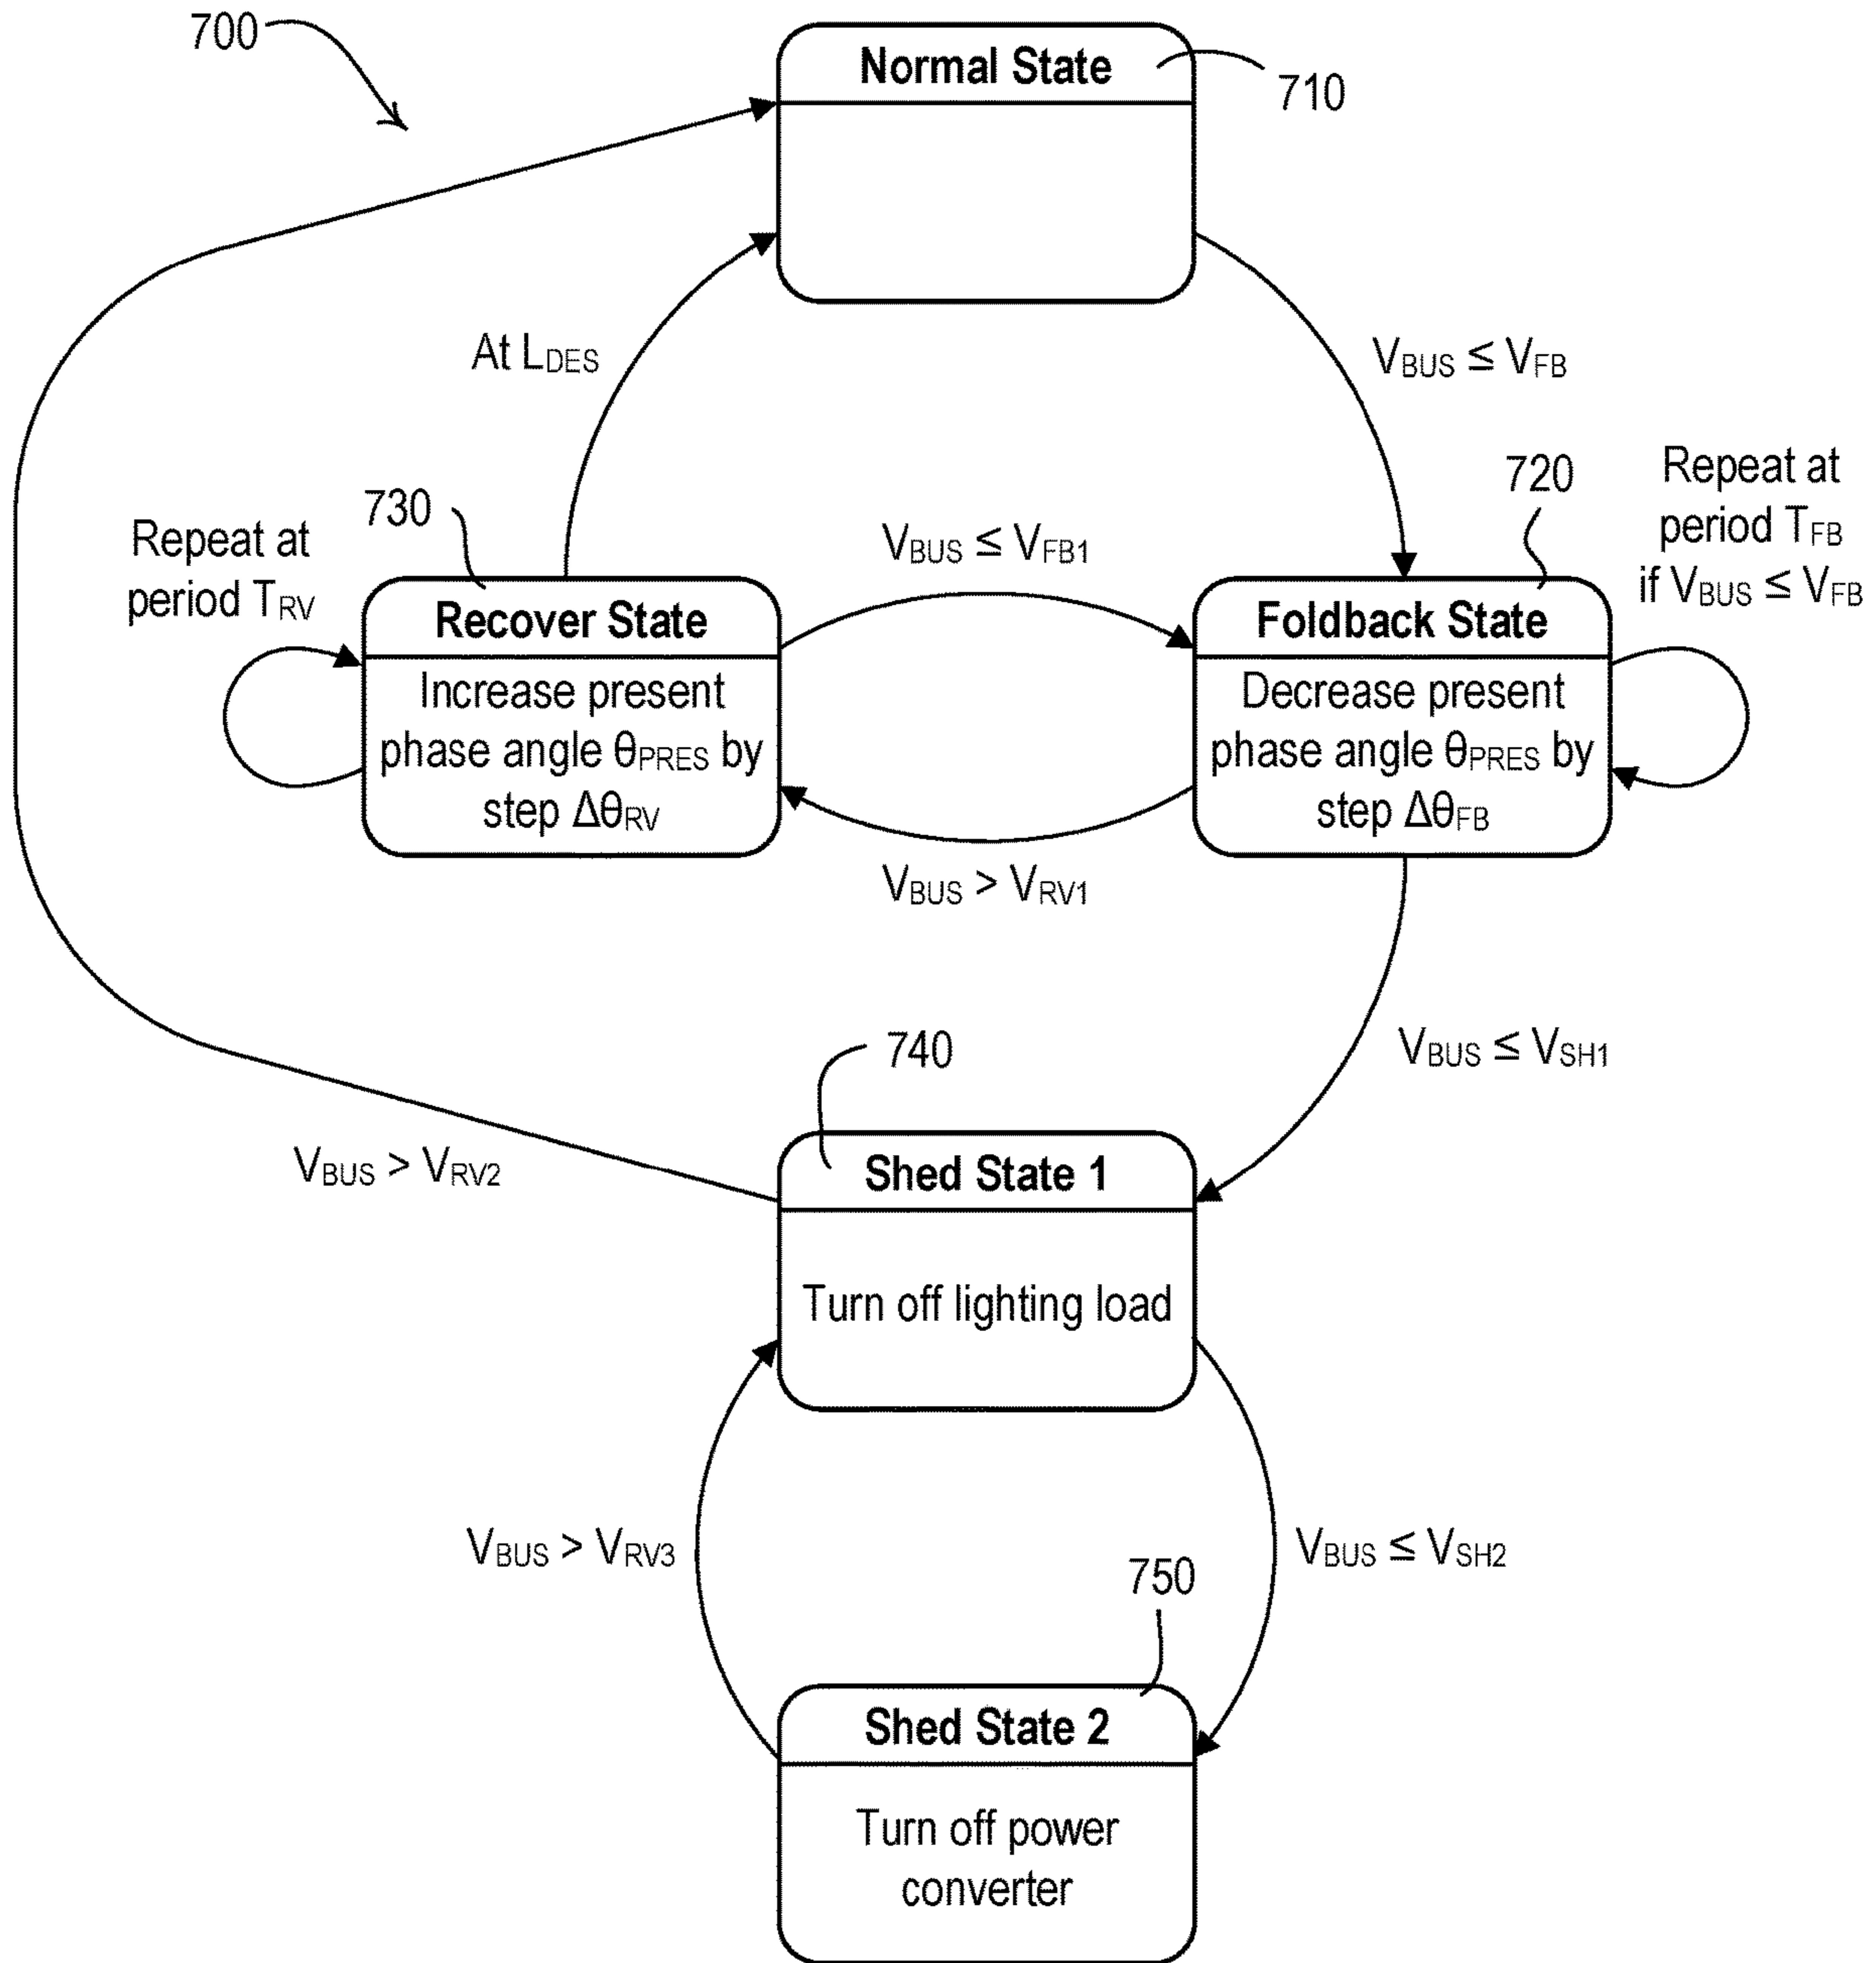 700
Normal State
710
At LDES
VBUS ≤ VFB
720
Repeat at
period TFB
if VBUS ≤ VFB
730
Repeat at
period TRV
VBUS ≤ VFB1
Recover State
Increase present
phase angle θPRES by
step ΔθRV
Foldback State
Decrease present
phase angle θPRES by
step ΔθFB
VBUS > VRV1
740
VBUS ≤ VSH1
VBUS > VRV2
Shed State 1
Turn off lighting load
VBUS > VRV3
VBUS ≤ VSH2
750
Shed State 2
Turn off power
converter